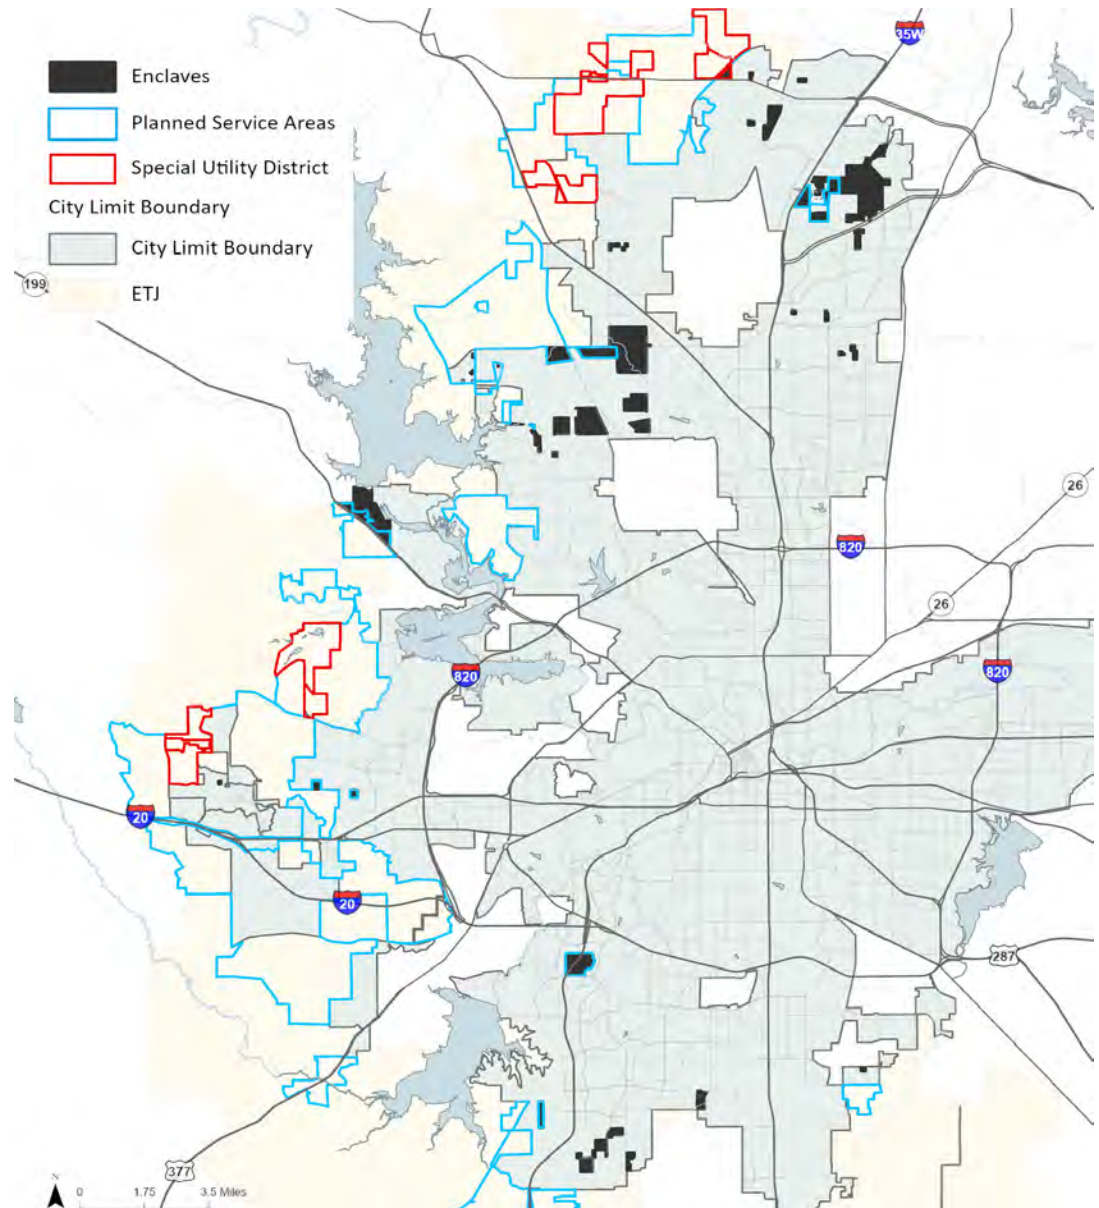 35W
Enclaves
Planned Service Areas
Special Utility District
City Limit Boundary
City Limit Boundary
199
ETJ
26
820
26
820
820
20
20
287
377
N
0 1.75 3.5 Miles